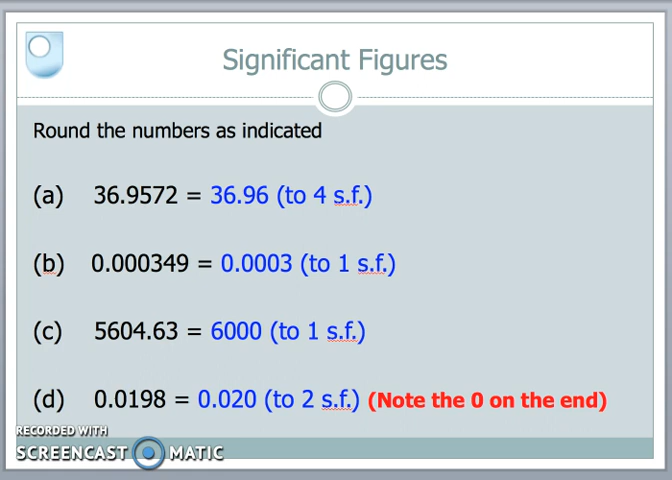 Significant Figures
Round the numbers as indicated
(a) 36.9572 = 36.96 (to 4 s.f.)
(b) 0.000349 = 0.0003 (to 1 s.f.)
(c) 5604.63 = 6000 (to 1 s.f.)
(d) 0.0198 = 0.020 (to 2 s.f.) (Note the 0 on the end)
RECORDED WITH
SCREENCAST MATIC